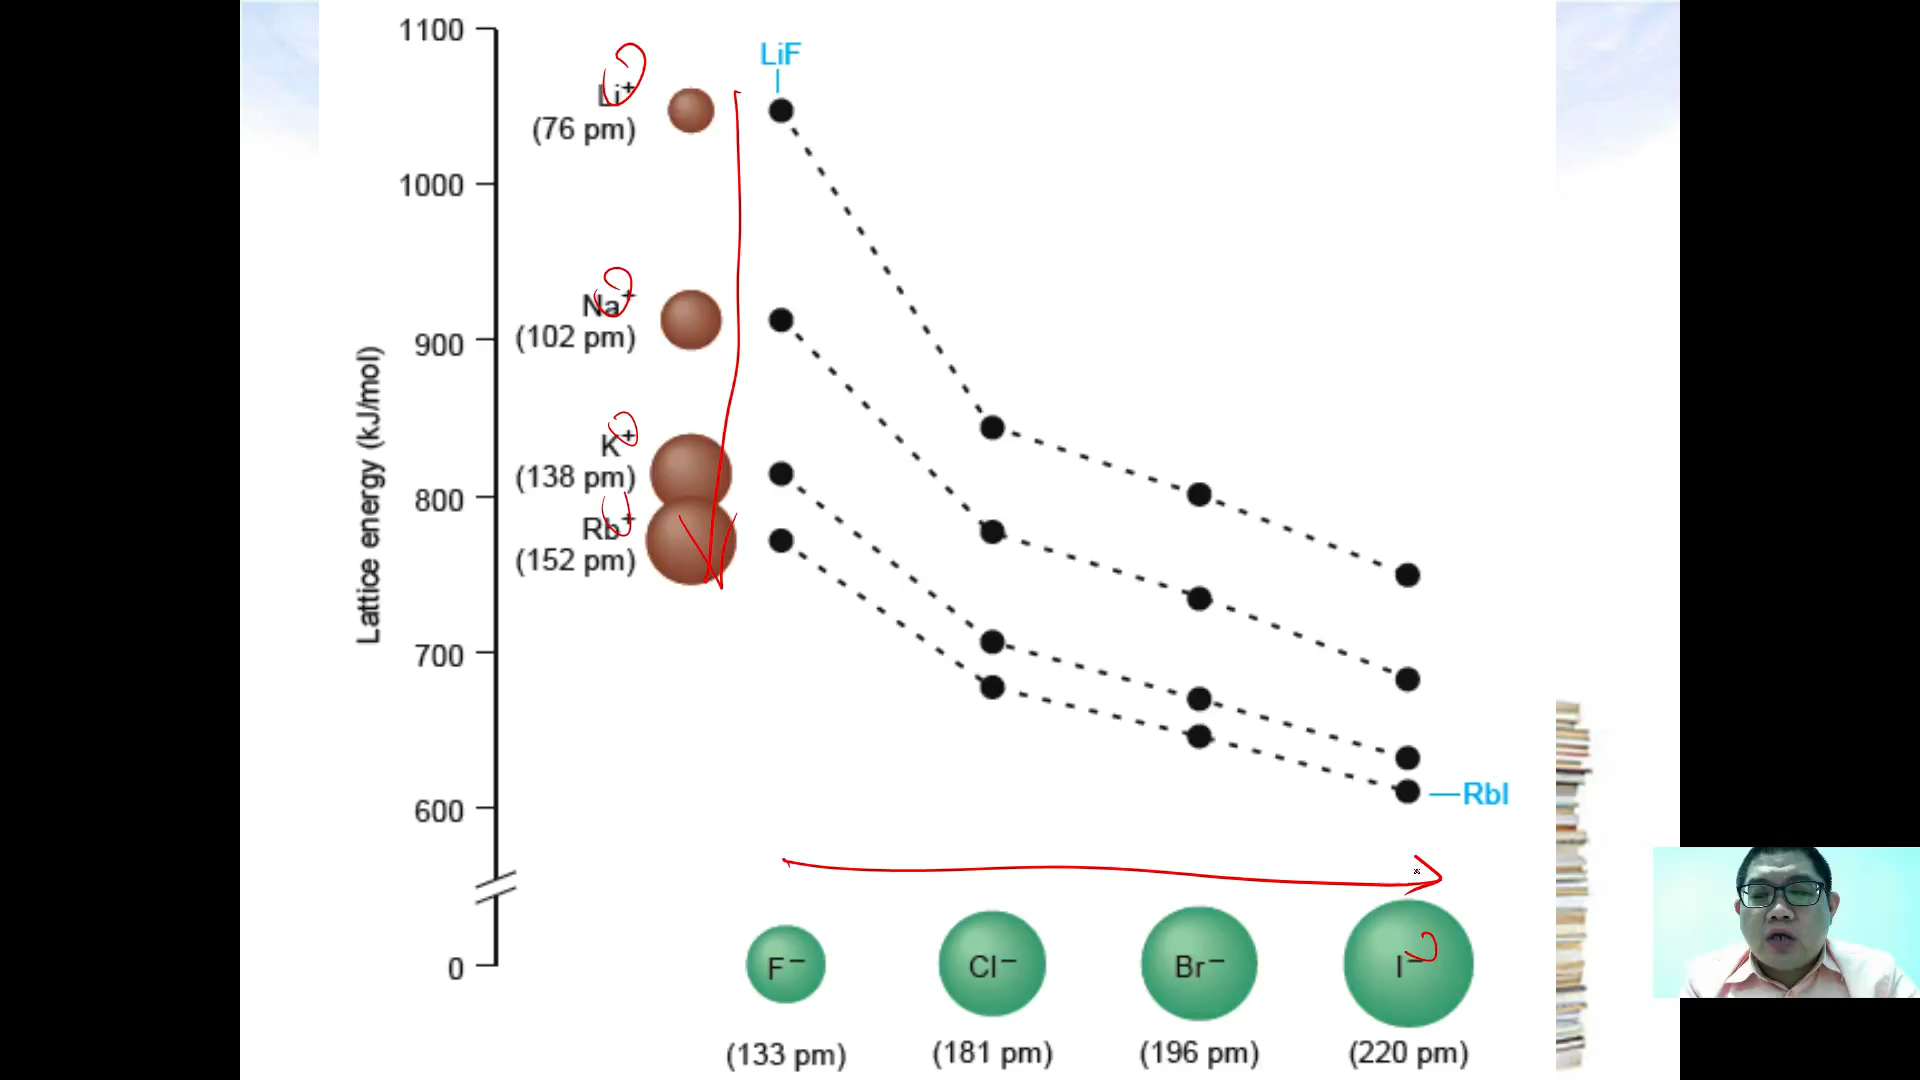 1100
LiF
Li+
(76 pm)
1000
Na+
(102 pm)
900
K+
(138 pm)
800
Rb+
(152 pm)
Lattice energy (kJ/mol)
700
600
RbI
0
F−
Cl−
Br−
I−
(133 pm)
(181 pm)
(196 pm)
(220 pm)